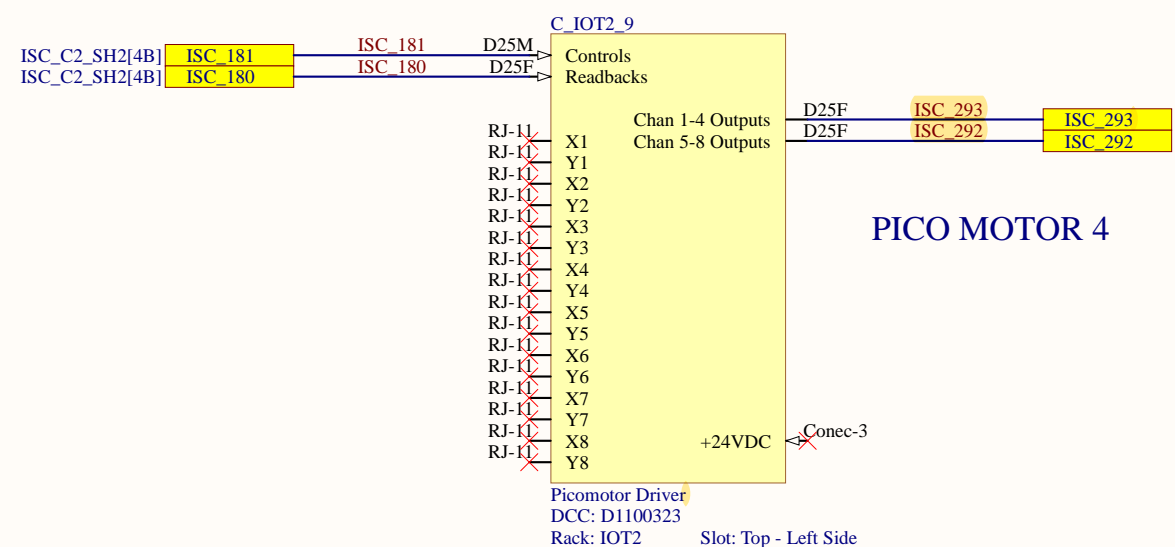 C_IOT2_9
ISC_C2_SH2[4B] ISC_181 ISC_181 D25M Controls
ISC_C2_SH2[4B] ISC_180 ISC_180 D25F Readbacks
Chan 1-4 Outputs D25F ISC_293 ISC_293
Chan 5-8 Outputs D25F ISC_292 ISC_292
RJ-11 X1
RJ-11 Y1
RJ-11 X2
RJ-11 Y2
RJ-11 X3
RJ-11 Y3
RJ-11 X4
RJ-11 Y4
RJ-11 X5
RJ-11 Y5
RJ-11 X6
RJ-11 Y6
RJ-11 X7
RJ-11 Y7
RJ-11 X8
RJ-11 Y8
PICO MOTOR 4
+24VDC Conec-3
Picomotor Driver
DCC: D1100323
Rack: IOT2 Slot: Top - Left Side